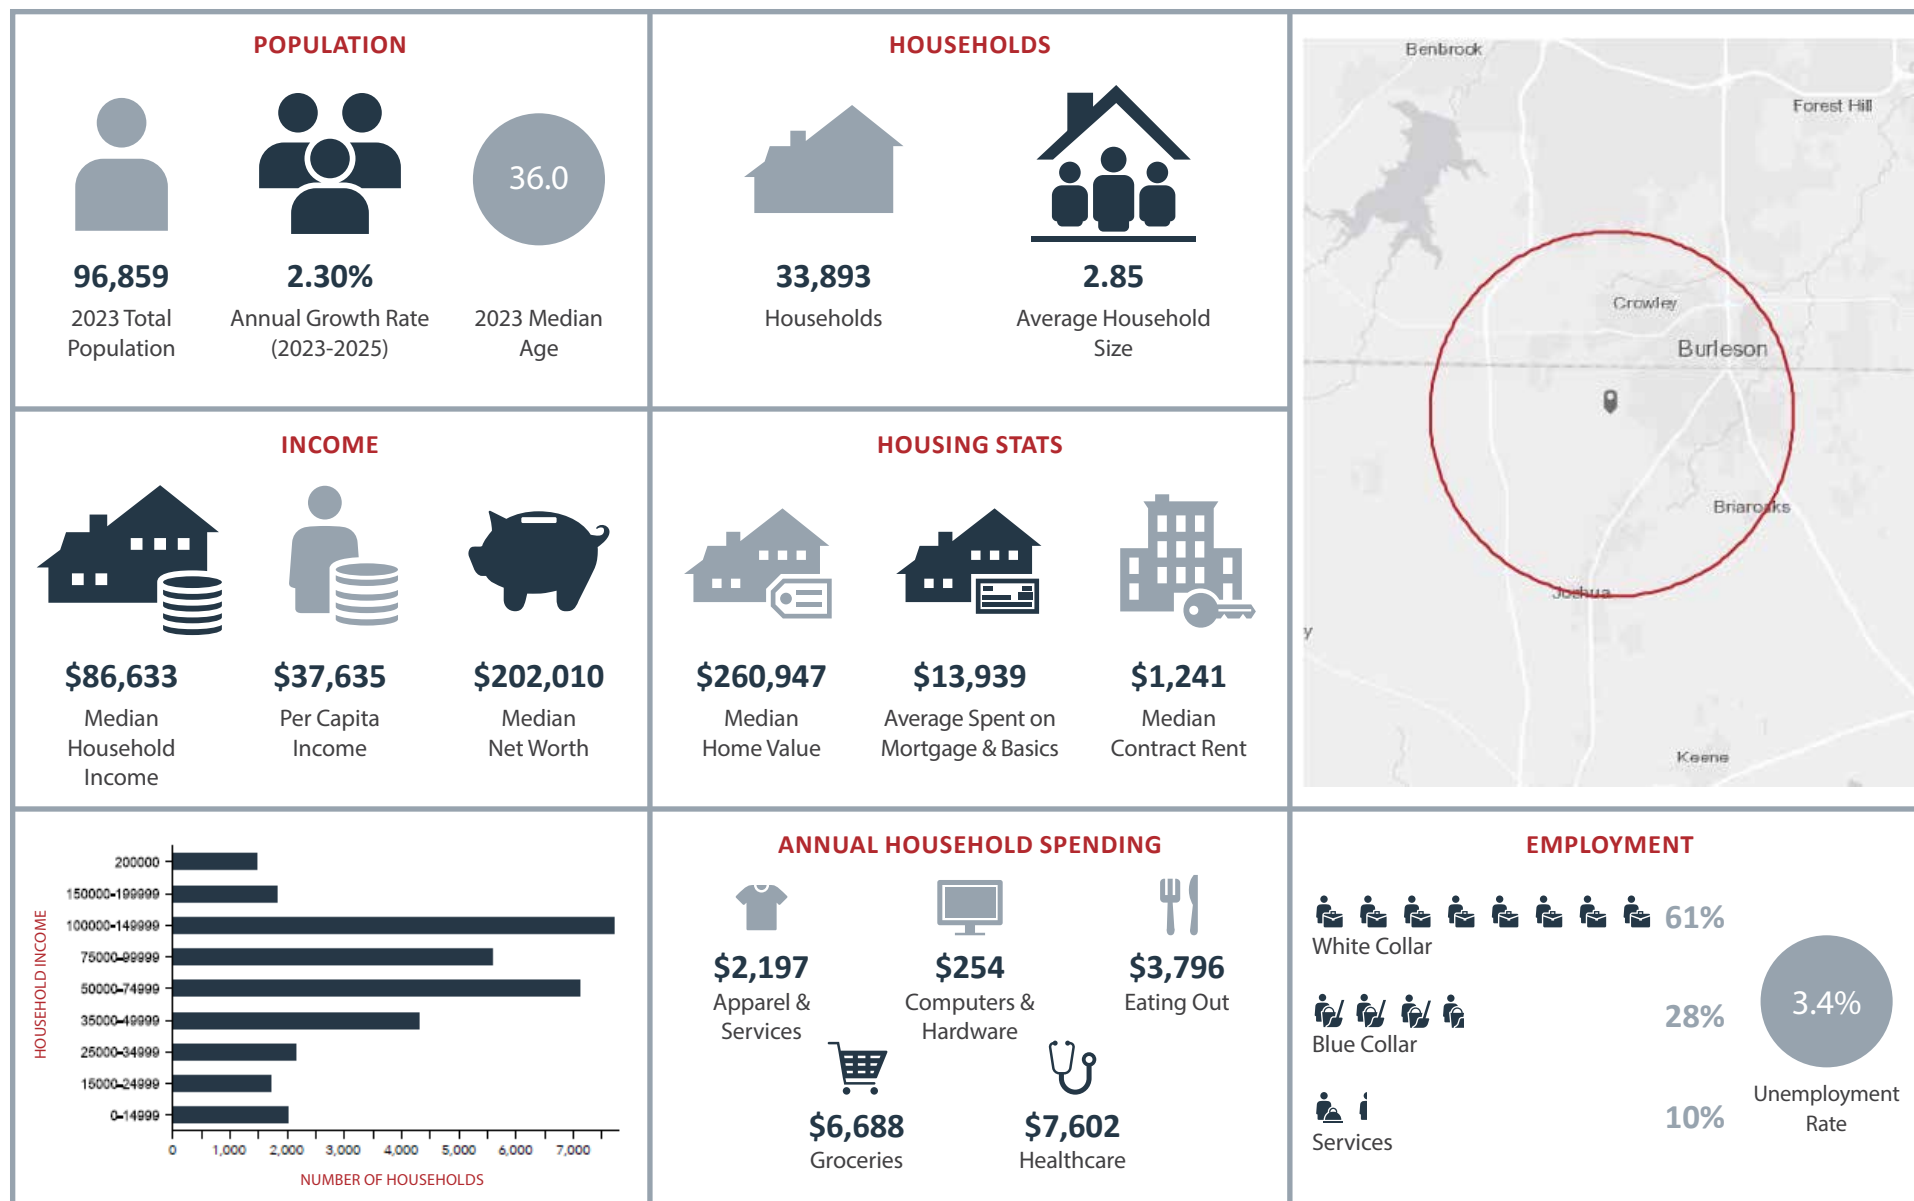 POPULATION
36.0
96,859
2023 Total
Population
2.30%
Annual Growth Rate
(2023-2025)
2023 Median
Age
HOUSEHOLDS
33,893
Households
2.85
Average Household
Size
Benbrook
Forest Hill
Crowley
Burleson
Briaroaks
Joshua
y
Keene
INCOME
$86,633
Median
Household
Income
$37,635
Per Capita
Income
$202,010
Median
Net Worth
HOUSING STATS
$260,947
Median
Home Value
$13,939
Average Spent on
Mortgage & Basics
$1,241
Median
Contract Rent
HOUSEHOLD INCOME
200000
150000-199999
100000-149999
75000-99999
50000-74999
35000-49999
25000-34999
15000-24999
0-14999
0 1,000 2,000 3,000 4,000 5,000 6,000 7,000
NUMBER OF HOUSEHOLDS
ANNUAL HOUSEHOLD SPENDING
$2,197
Apparel &
Services
$254
Computers &
Hardware
$3,796
Eating Out
$6,688
Groceries
$7,602
Healthcare
EMPLOYMENT
61%
White Collar
28%
Blue Collar
10%
Services
3.4%
Unemployment
Rate